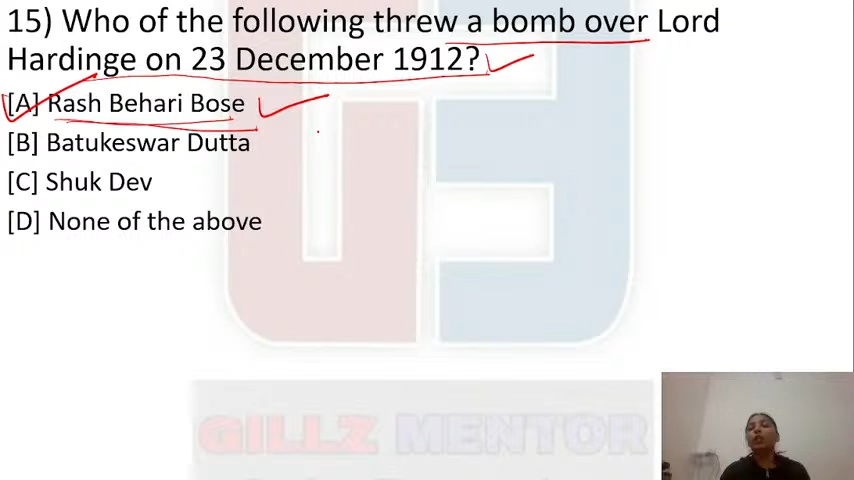 15) Who of the following threw a bomb over Lord
Hardinge on 23 December 1912?
[A] Rash Behari Bose
[B] Batukeswar Dutta
[C] Shuk Dev
[D] None of the above
GILLZ MENTOR